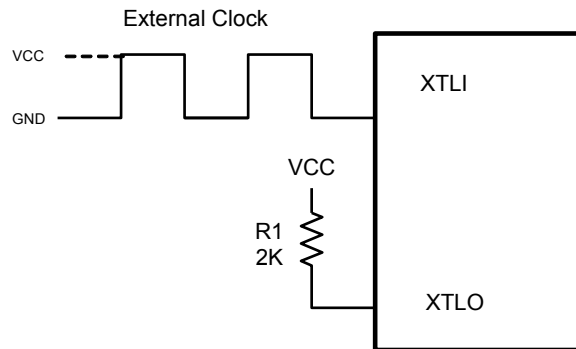 External Clock
VCC
GND
XTLI
VCC
R1
2K
XTLO